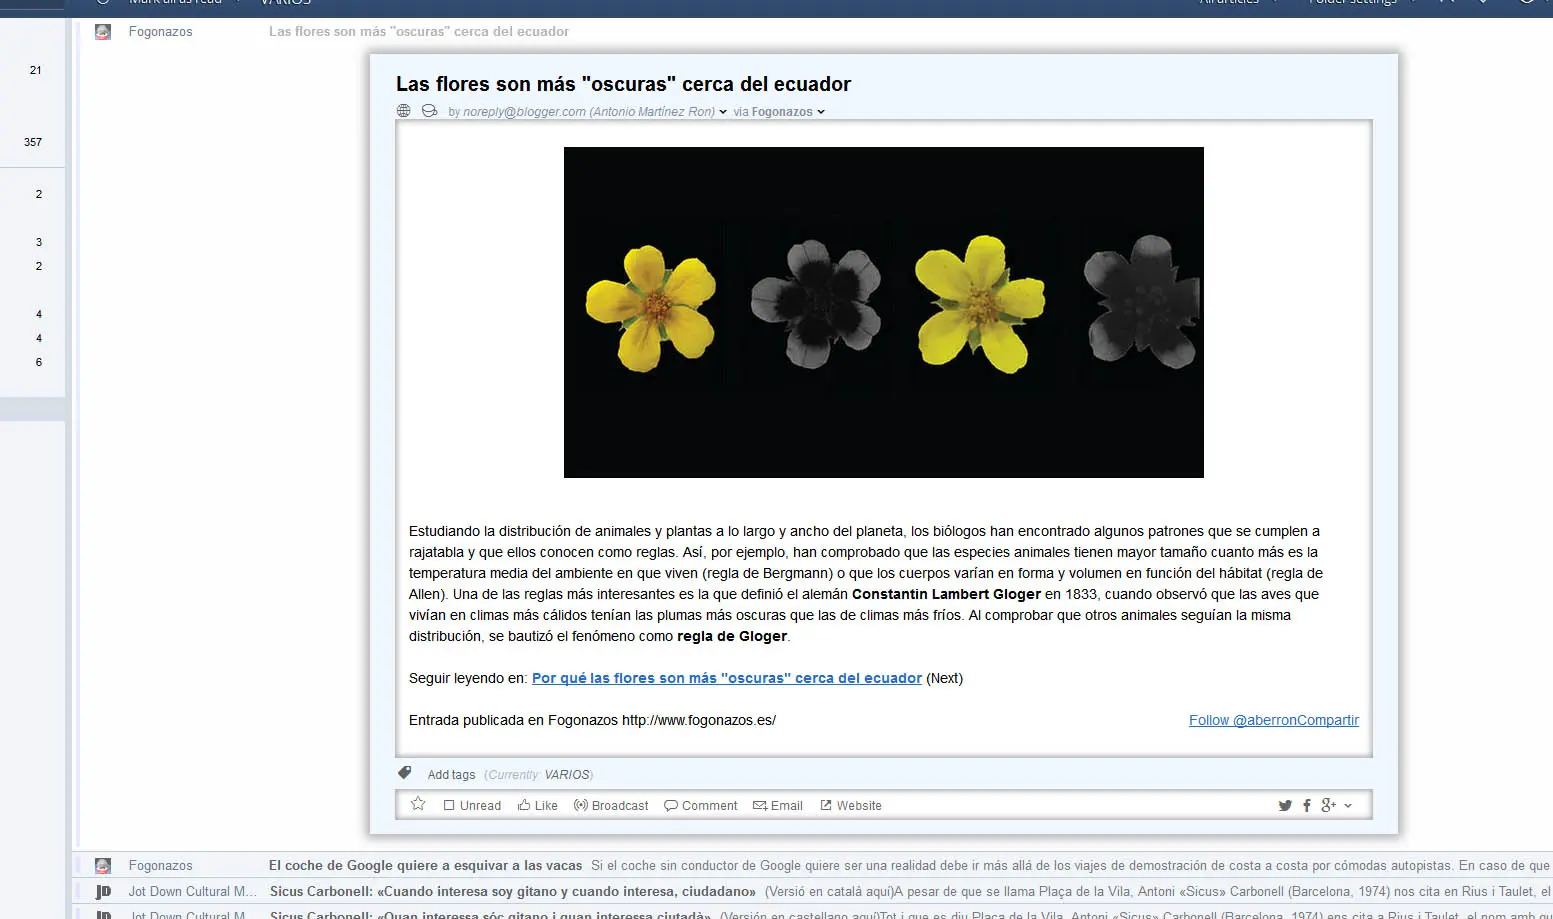 Mark all as read VARIOS All articles Folder settings
Fogonazos Las flores son más "oscuras" cerca del ecuador
21
357
2
3
2
4
4
6
Las flores son más "oscuras" cerca del ecuador
by noreply@blogger.com (Antonio Martínez Ron) via Fogonazos
Estudiando la distribución de animales y plantas a lo largo y ancho del planeta, los biólogos han encontrado algunos patrones que se cumplen a
rajatabla y que ellos conocen como reglas. Así, por ejemplo, han comprobado que las especies animales tienen mayor tamaño cuanto más es la
temperatura media del ambiente en que viven (regla de Bergmann) o que los cuerpos varían en forma y volumen en función del hábitat (regla de
Allen). Una de las reglas más interesantes es la que definió el alemán Constantin Lambert Gloger en 1833, cuando observó que las aves que
vivían en climas más cálidos tenían las plumas más oscuras que las de climas más fríos. Al comprobar que otros animales seguían la misma
distribución, se bautizó el fenómeno como regla de Gloger.
Seguir leyendo en: Por qué las flores son más "oscuras" cerca del ecuador (Next)
Entrada publicada en Fogonazos http://www.fogonazos.es/ Follow @aberronCompartir
Add tags (Currently: VARIOS)
Unread Like Broadcast Comment Email Website
Fogonazos El coche de Google quiere a esquivar a las vacas Si el coche sin conductor de Google quiere ser una realidad debe ir más allá de los viajes de demostración de costa a costa por cómodas autopistas. En caso de que
JD Jot Down Cultural M... Sicus Carbonell: «Cuando interesa soy gitano y cuando interesa, ciudadano» (Versió en català aquí)A pesar de que se llama Plaça de la Vila, Antoni «Sicus» Carbonell (Barcelona, 1974) nos cita en Rius i Taulet, el
JD Jot Down Cultural M... Sicus Carbonell: «Quan interessa sóc gitano i quan interessa, ciutadà» (Versión en castellano aquí)Tot i que es diu Plaça de la Vila, Antoni «Sicus» Carbonell (Barcelona, 1974) ens cita a Rius i Taulet, el nom amb